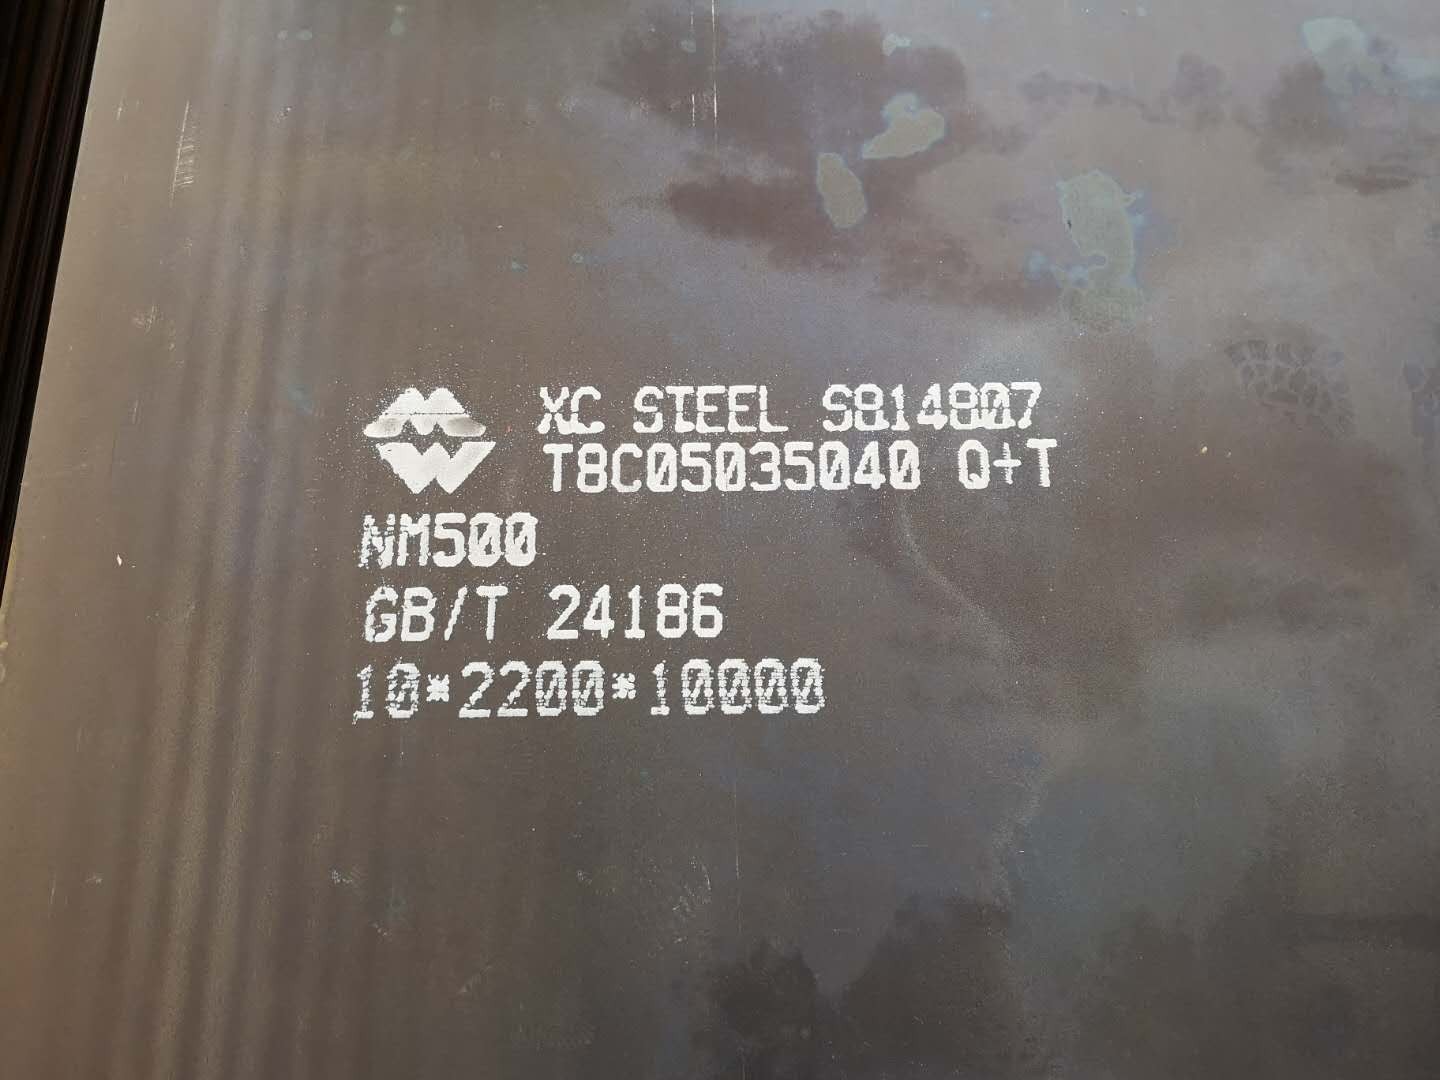 XC STEEL S814807
T8C05035040 Q+T
NM500
GB/T 24186
10*2200*10000